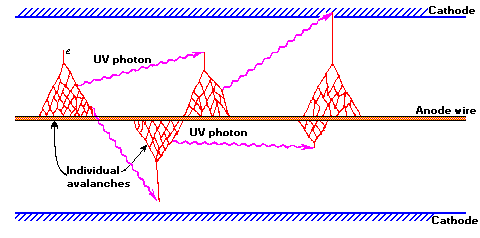 Cathode
e
UV photon
Anode wire
UV photon
Individual
avalanches
Cathode